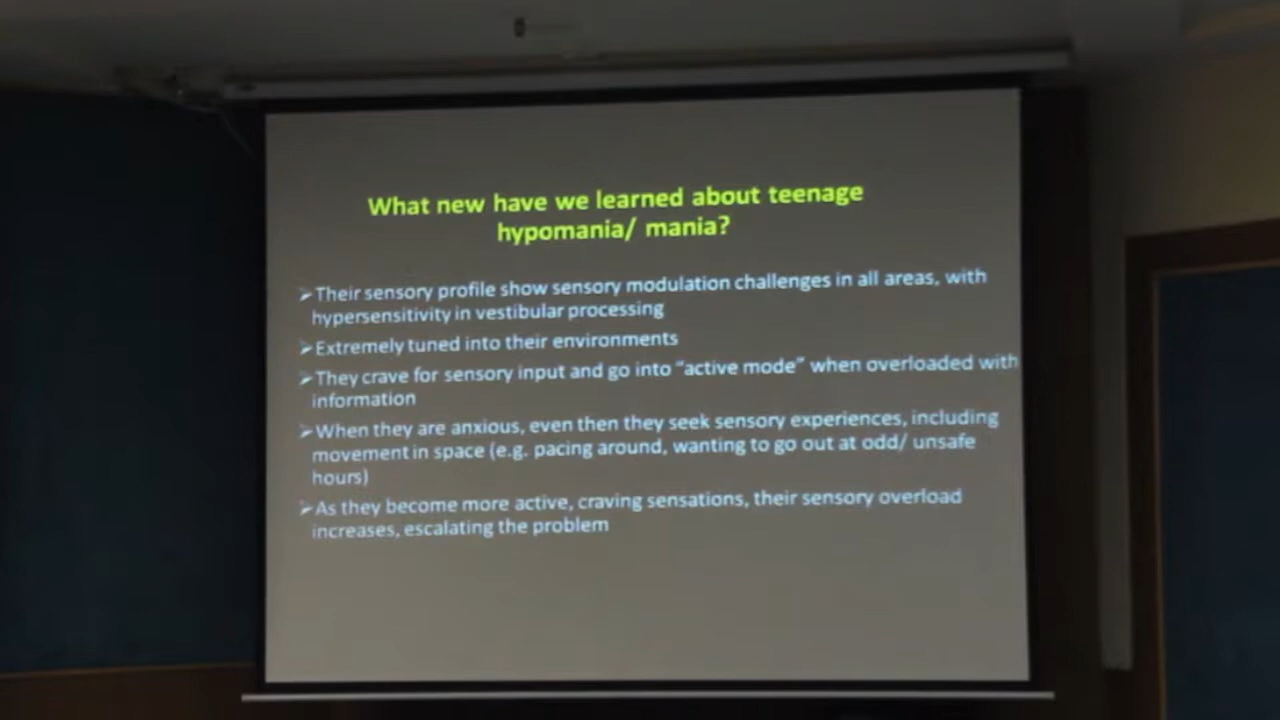 What new have we learned about teenage
hypomania/ mania?
➢Their sensory profile show sensory modulation challenges in all areas, with
hypersensitivity in vestibular processing
➢Extremely tuned into their environments
➢They crave for sensory input and go into “active mode” when overloaded with
information
➢When they are anxious, even then they seek sensory experiences, including
movement in space (e.g. pacing around, wanting to go out at odd/ unsafe
hours)
➢As they become more active, craving sensations, their sensory overload
increases, escalating the problem